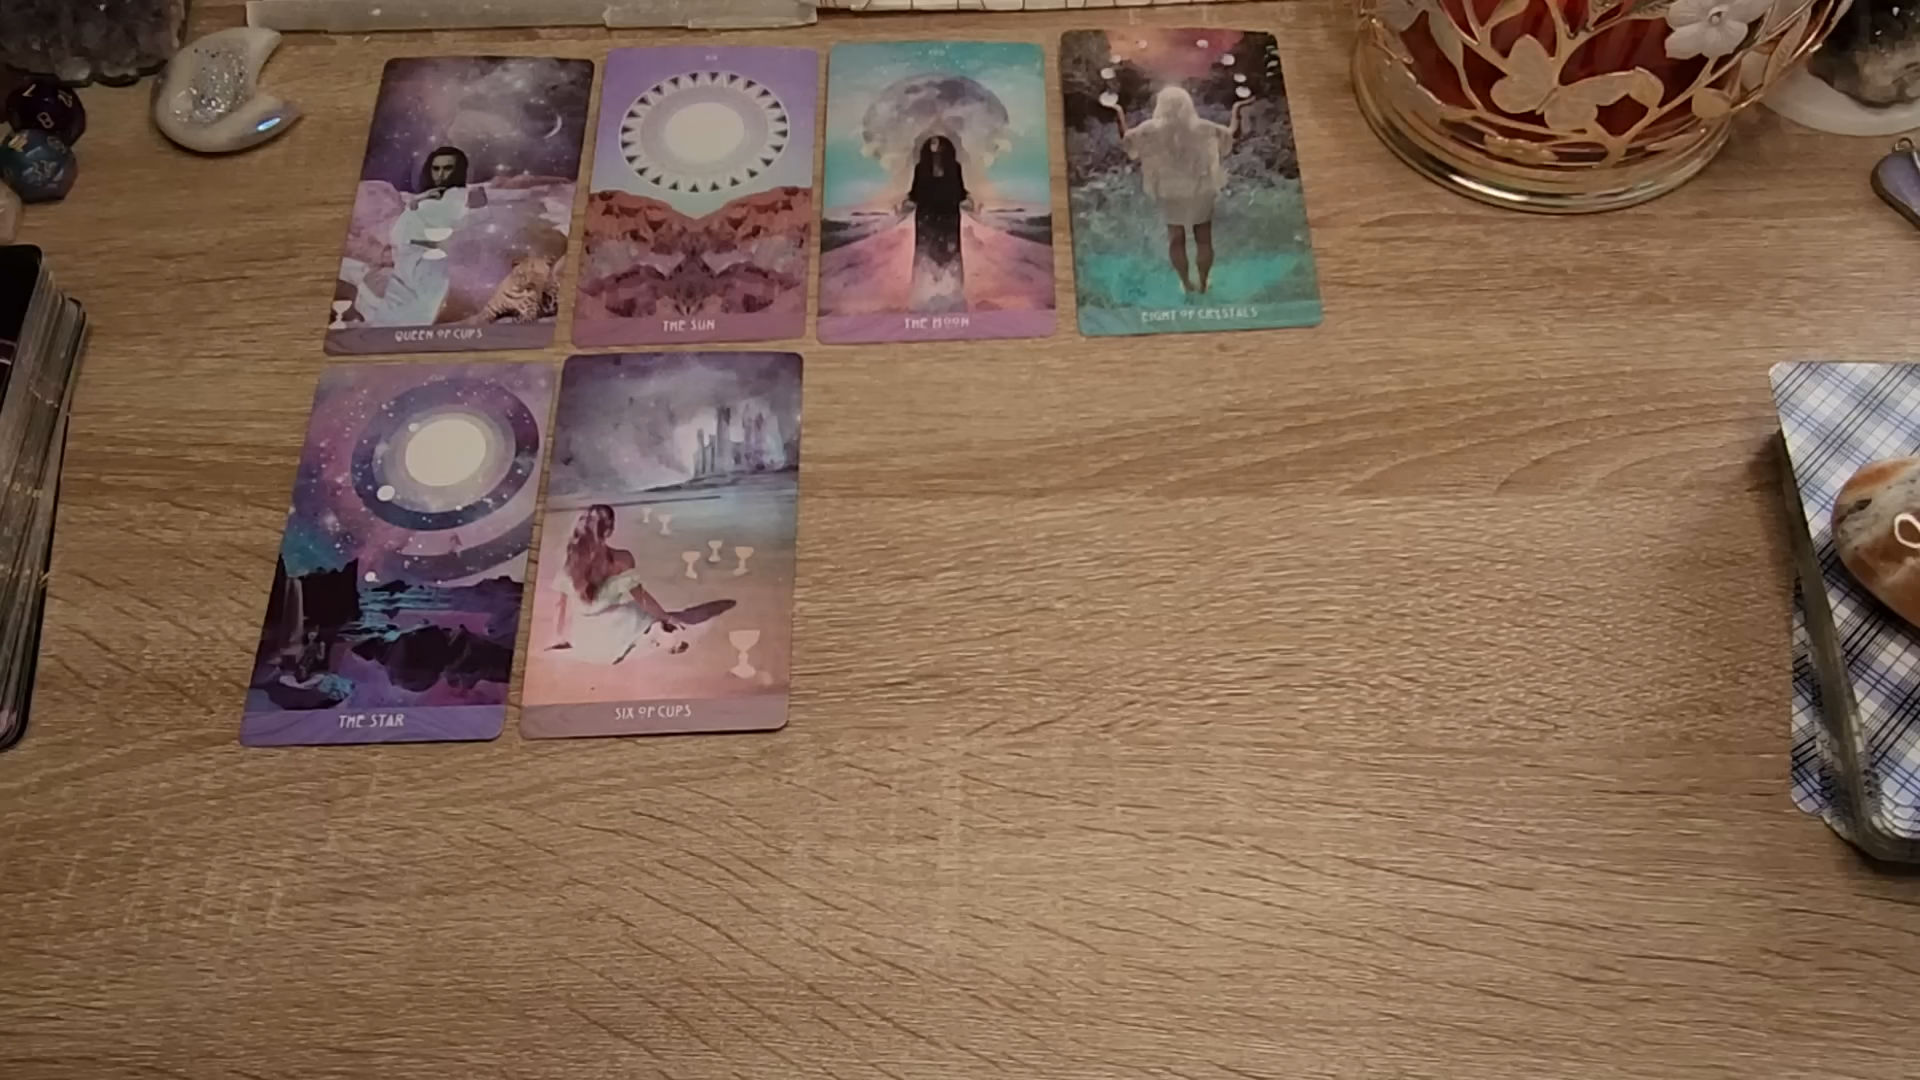 QUEEN OF CUPS
THE SUN
THE MOON
EIGHT OF CRYSTALS
THE STAR
SIX OF CUPS